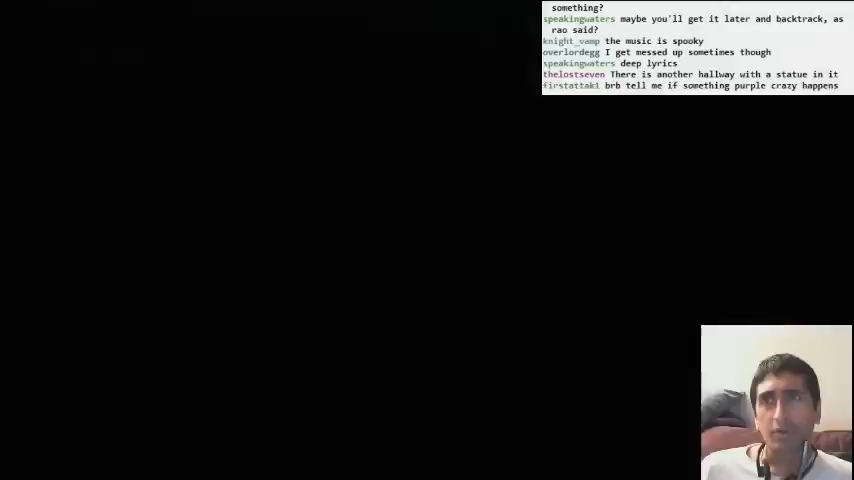 something?
speakingwaters maybe you'll get it later and backtrack, as
rao said?
knight_vamp the music is spooky
overlordegg I get messed up sometimes though
speakingwaters deep lyrics
thelostseven There is another hallway with a statue in it
firstattak1 brb tell me if something purple crazy happens